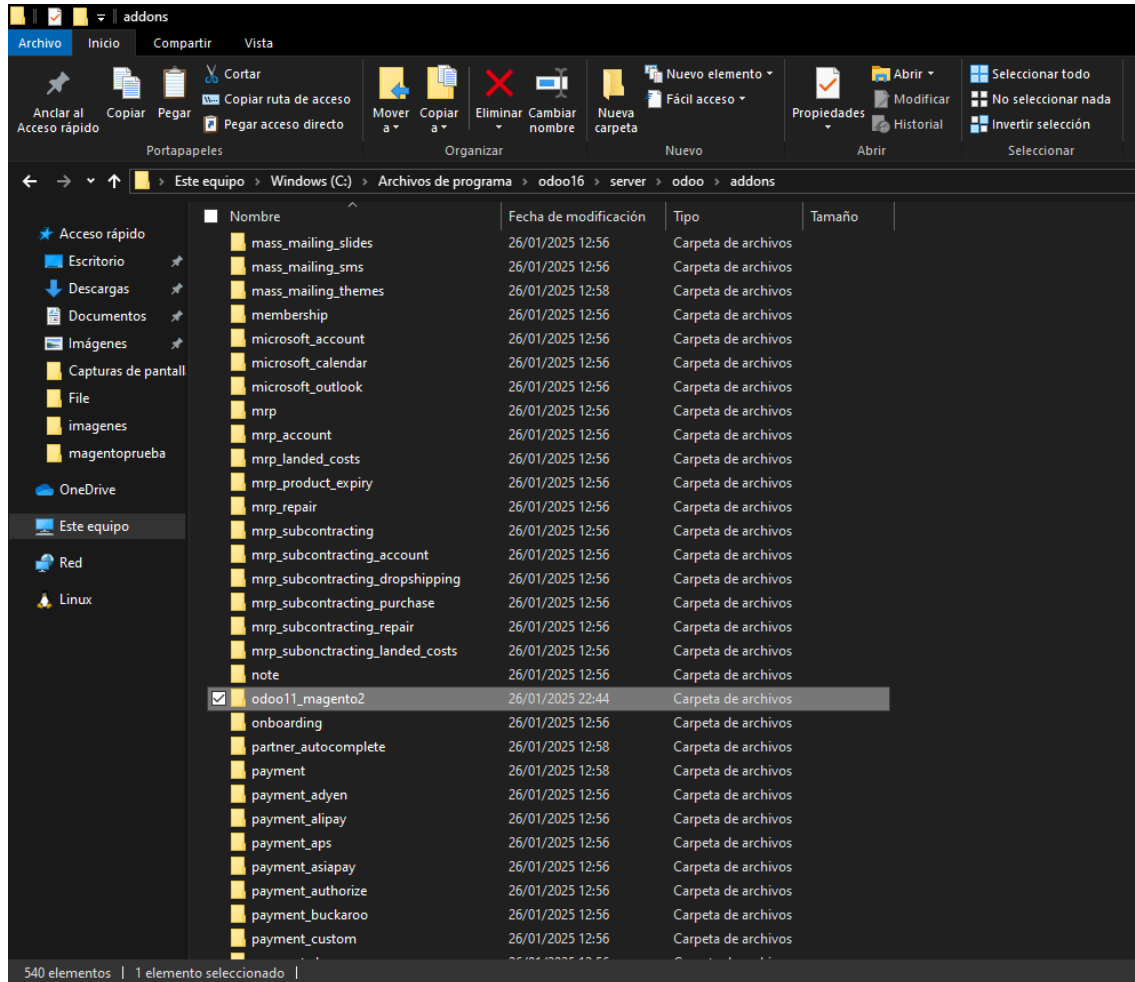 addons
Archivo Inicio Compartir Vista
Anclar al Acceso rápido
Copiar
Pegar
Cortar
Copiar ruta de acceso
Pegar acceso directo
Portapapeles
Mover a
Copiar a
Eliminar
Cambiar nombre
Organizar
Nueva carpeta
Nuevo elemento
Fácil acceso
Nuevo
Propiedades
Abrir
Modificar
Historial
Abrir
Seleccionar todo
No seleccionar nada
Invertir selección
Seleccionar
Este equipo > Windows (C:) > Archivos de programa > odoo16 > server > odoo > addons
Acceso rápido
Escritorio
Descargas
Documentos
Imágenes
Capturas de pantall
File
imagenes
magentoprueba
OneDrive
Este equipo
Red
Linux
Nombre Fecha de modificación Tipo Tamaño
mass_mailing_slides 26/01/2025 12:56 Carpeta de archivos
mass_mailing_sms 26/01/2025 12:56 Carpeta de archivos
mass_mailing_themes 26/01/2025 12:58 Carpeta de archivos
membership 26/01/2025 12:56 Carpeta de archivos
microsoft_account 26/01/2025 12:56 Carpeta de archivos
microsoft_calendar 26/01/2025 12:56 Carpeta de archivos
microsoft_outlook 26/01/2025 12:56 Carpeta de archivos
mrp 26/01/2025 12:56 Carpeta de archivos
mrp_account 26/01/2025 12:56 Carpeta de archivos
mrp_landed_costs 26/01/2025 12:56 Carpeta de archivos
mrp_product_expiry 26/01/2025 12:56 Carpeta de archivos
mrp_repair 26/01/2025 12:56 Carpeta de archivos
mrp_subcontracting 26/01/2025 12:56 Carpeta de archivos
mrp_subcontracting_account 26/01/2025 12:56 Carpeta de archivos
mrp_subcontracting_dropshipping 26/01/2025 12:56 Carpeta de archivos
mrp_subcontracting_purchase 26/01/2025 12:56 Carpeta de archivos
mrp_subcontracting_repair 26/01/2025 12:56 Carpeta de archivos
mrp_subonctracting_landed_costs 26/01/2025 12:56 Carpeta de archivos
note 26/01/2025 12:56 Carpeta de archivos
odoo11_magento2 26/01/2025 22:44 Carpeta de archivos
onboarding 26/01/2025 12:56 Carpeta de archivos
partner_autocomplete 26/01/2025 12:58 Carpeta de archivos
payment 26/01/2025 12:58 Carpeta de archivos
payment_adyen 26/01/2025 12:56 Carpeta de archivos
payment_alipay 26/01/2025 12:56 Carpeta de archivos
payment_aps 26/01/2025 12:56 Carpeta de archivos
payment_asiapay 26/01/2025 12:56 Carpeta de archivos
payment_authorize 26/01/2025 12:56 Carpeta de archivos
payment_buckaroo 26/01/2025 12:56 Carpeta de archivos
payment_custom 26/01/2025 12:56 Carpeta de archivos
540 elementos | 1 elemento seleccionado |